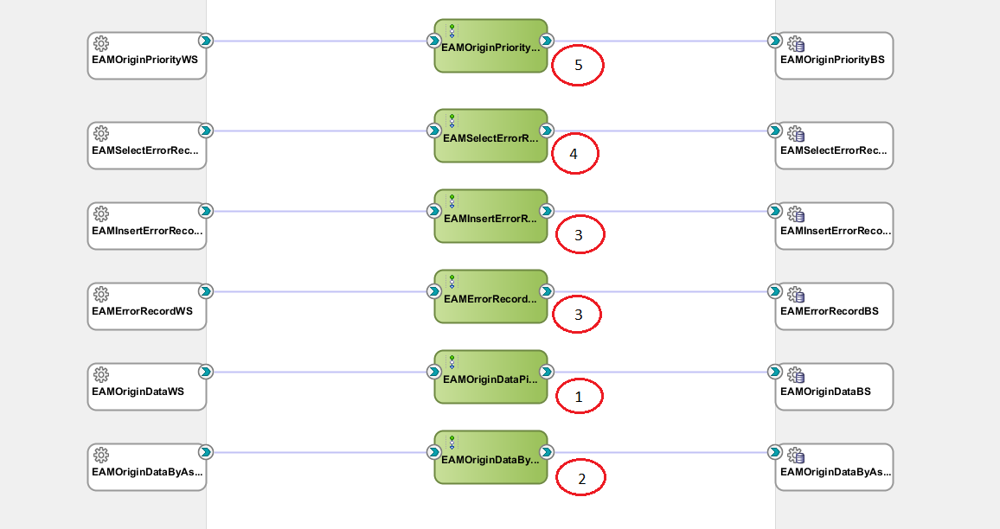 EAMOriginPriorityWS
EAMOriginPriority...
5
EAMOriginPriorityBS
EAMSelectErrorRec...
EAMSelectErrorR...
4
EAMSelectErrorRec...
EAMInsertErrorReco...
EAMInsertErrorR...
3
EAMInsertErrorReco...
EAMErrorRecordWS
EAMErrorRecord...
3
EAMErrorRecordBS
EAMOriginDataWS
EAMOriginDataPi...
1
EAMOriginDataBS
EAMOriginDataByAs...
EAMOriginDataBy...
2
EAMOriginDataByAs...